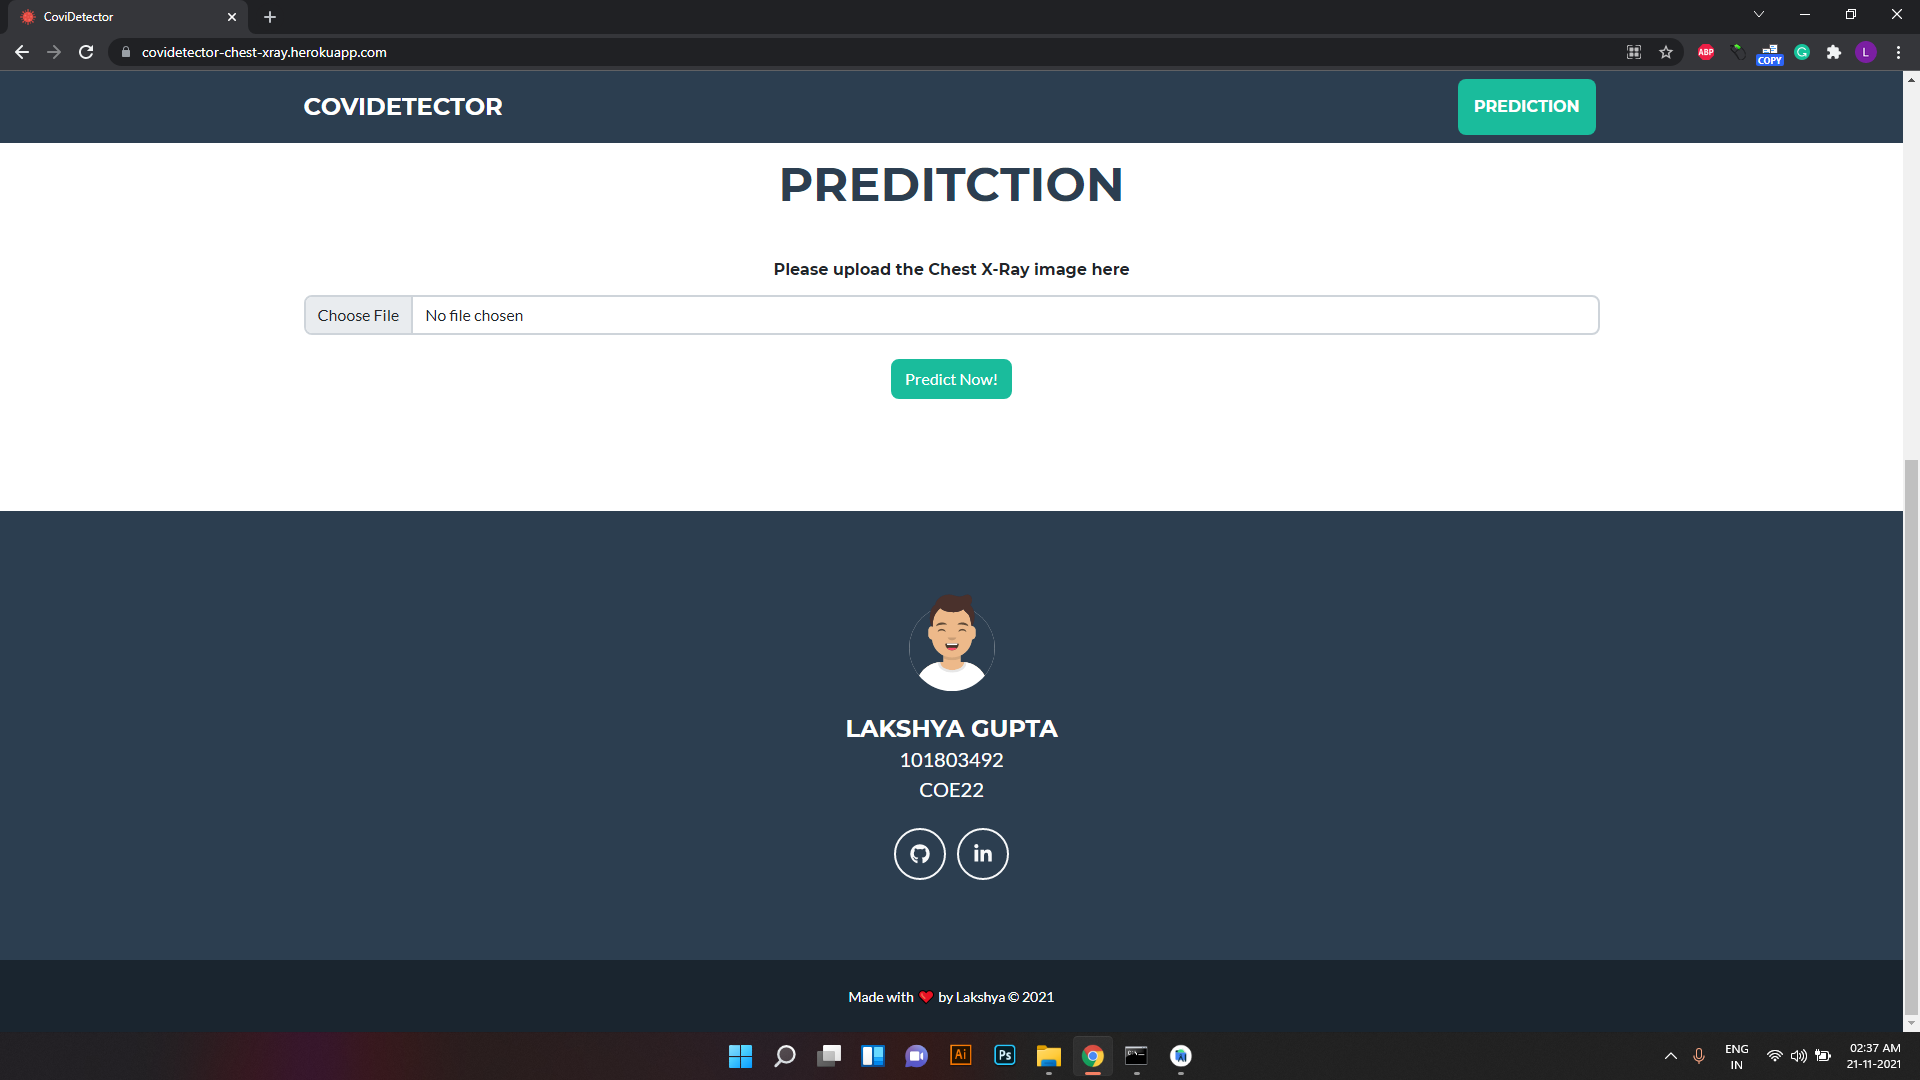 CoviDetector
covidetector-chest-xray.herokuapp.com
ABP
COPY
L
COVIDETECTOR
PREDICTION
PREDITCTION
Please upload the Chest X-Ray image here
Choose File
No file chosen
Predict Now!
LAKSHYA GUPTA
101803492
COE22
in
Made with ❤ by Lakshya © 2021
Ai
Ps
ENG
IN
02:37 AM
21-11-2021